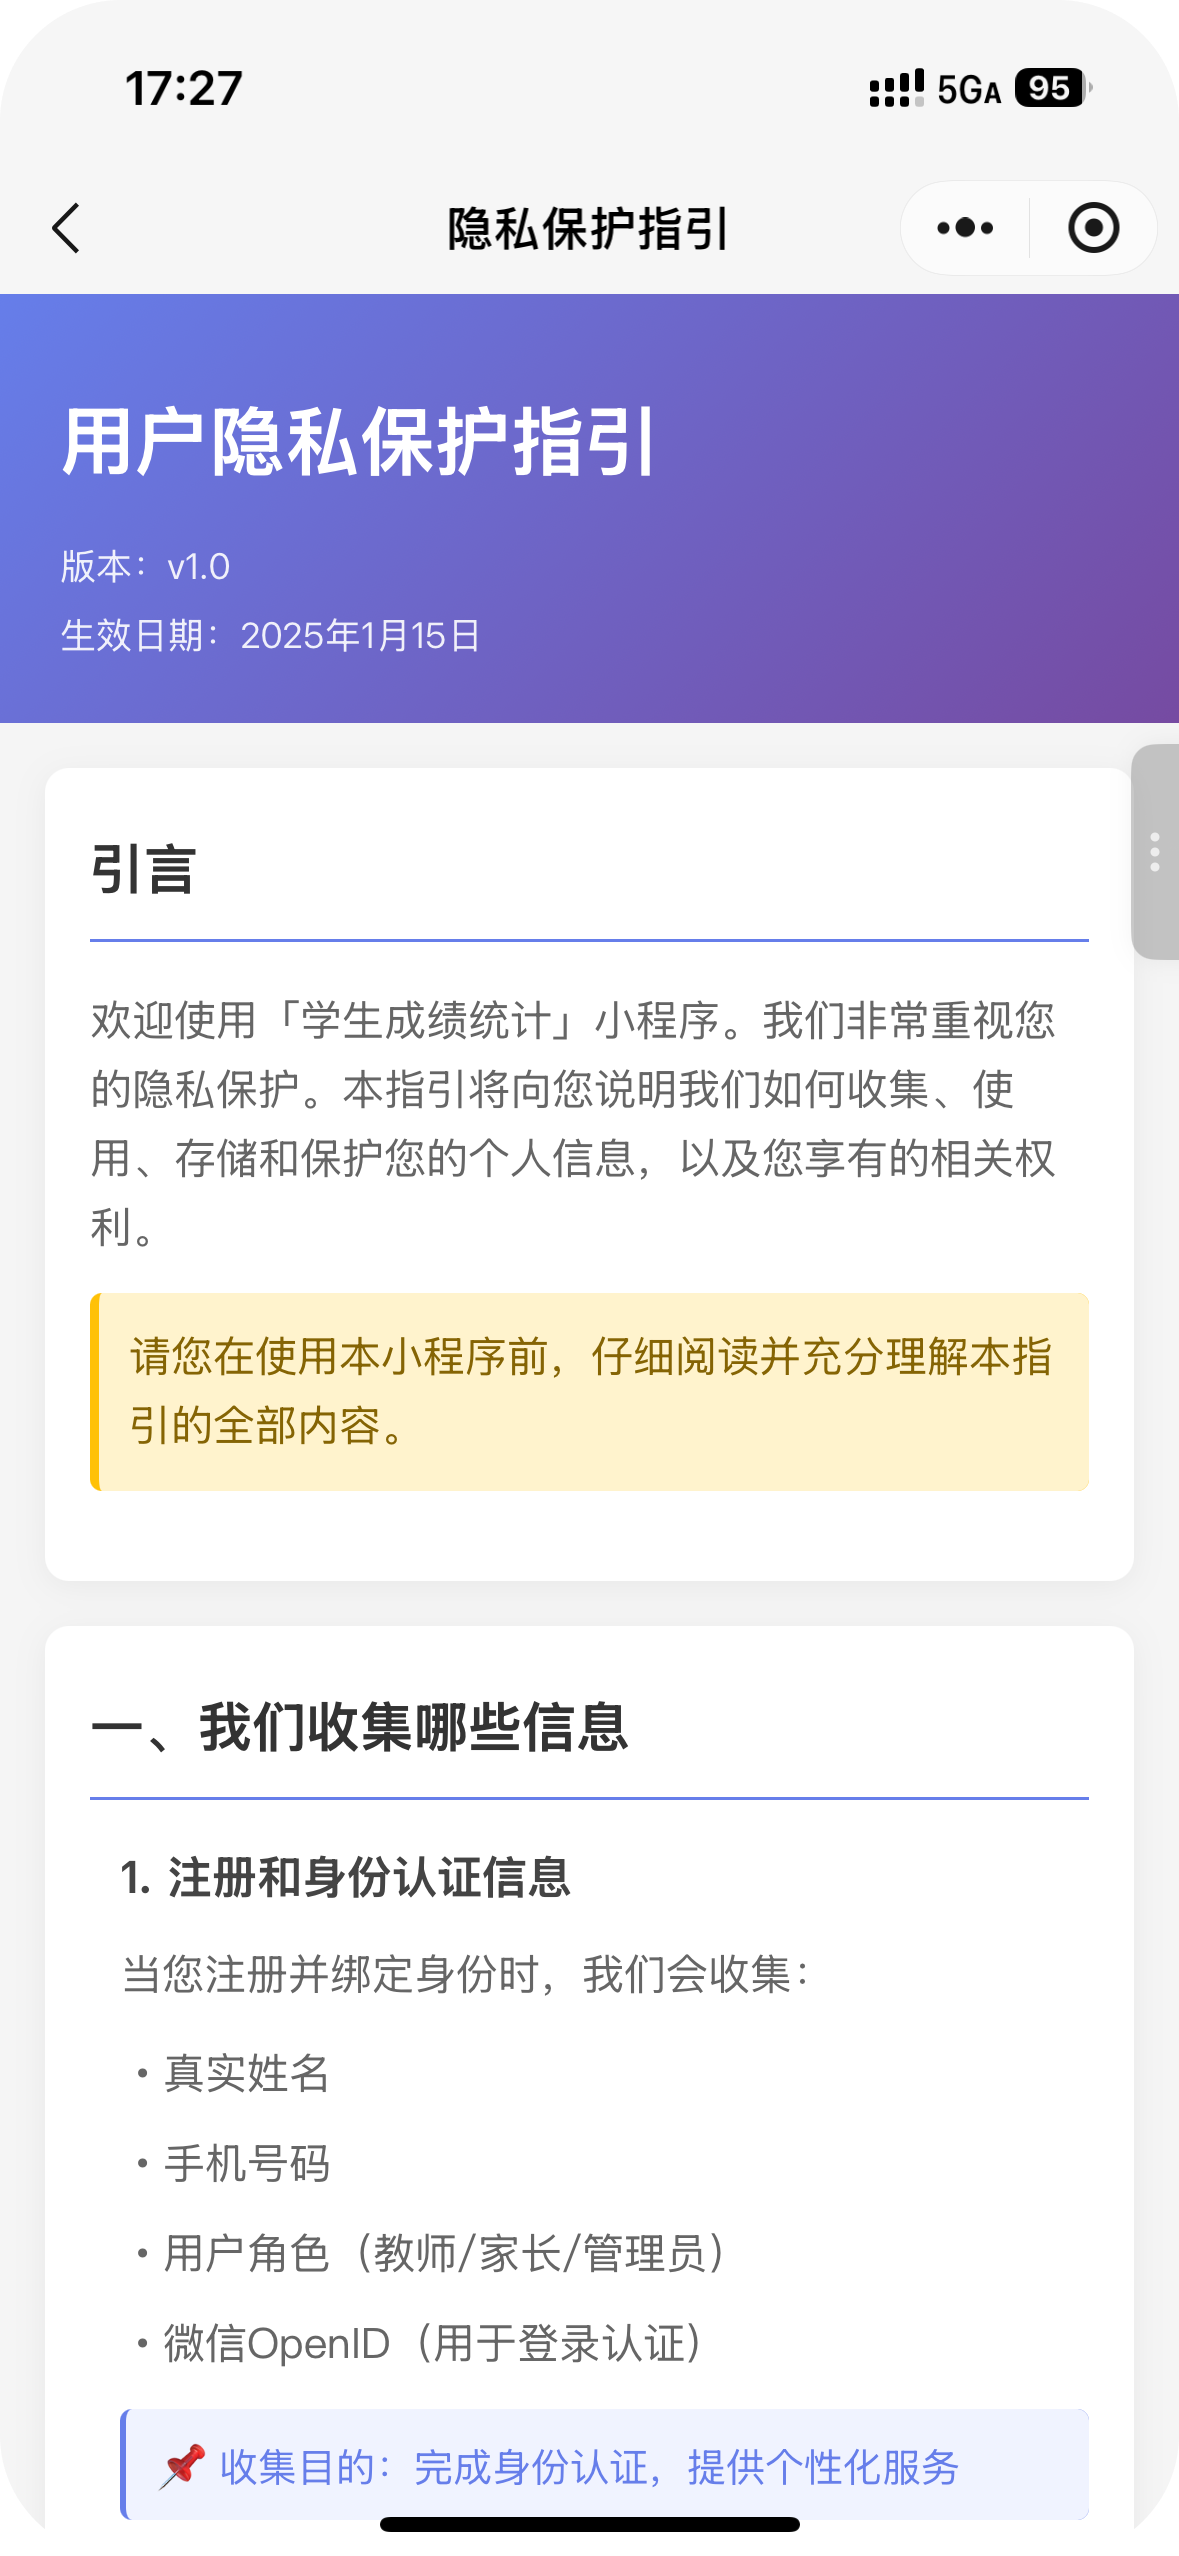 17:27
5GA 95
隐私保护指引
用户隐私保护指引
版本：v1.0
生效日期：2025年1月15日
引言
欢迎使用「学生成绩统计」小程序。我们非常重视您
的隐私保护。本指引将向您说明我们如何收集、使
用、存储和保护您的个人信息，以及您享有的相关权
利。
请您在使用本小程序前，仔细阅读并充分理解本指
引的全部内容。
一、我们收集哪些信息
1. 注册和身份认证信息
当您注册并绑定身份时，我们会收集：
• 真实姓名
• 手机号码
• 用户角色（教师/家长/管理员）
• 微信OpenID（用于登录认证）
📌 收集目的：完成身份认证，提供个性化服务